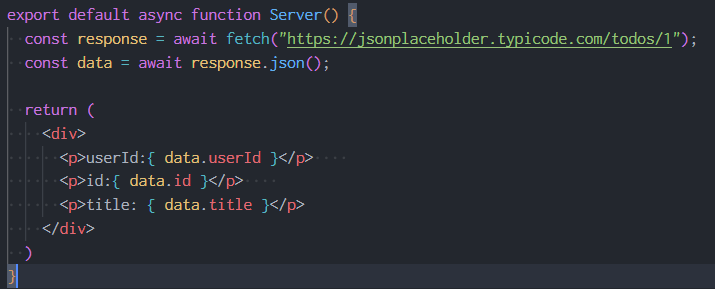 export default async function Server() {
  const response = await fetch("https://jsonplaceholder.typicode.com/todos/1");
  const data = await response.json();

  return (
    <div>
      <p>userId:{ data.userId }</p>
      <p>id:{ data.id }</p>
      <p>title: { data.title }</p>
    </div>
  )
}